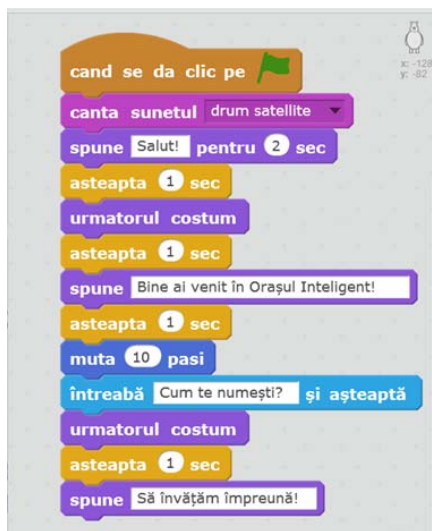 cand se da clic pe
x: -128
y: -82
canta sunetul drum satellite
spune Salut! pentru 2 sec
asteapta 1 sec
urmatorul costum
asteapta 1 sec
spune Bine ai venit în Orașul Inteligent!
asteapta 1 sec
muta 10 pasi
întreabă Cum te numești? și așteaptă
urmatorul costum
asteapta 1 sec
spune Să învățăm împreună!